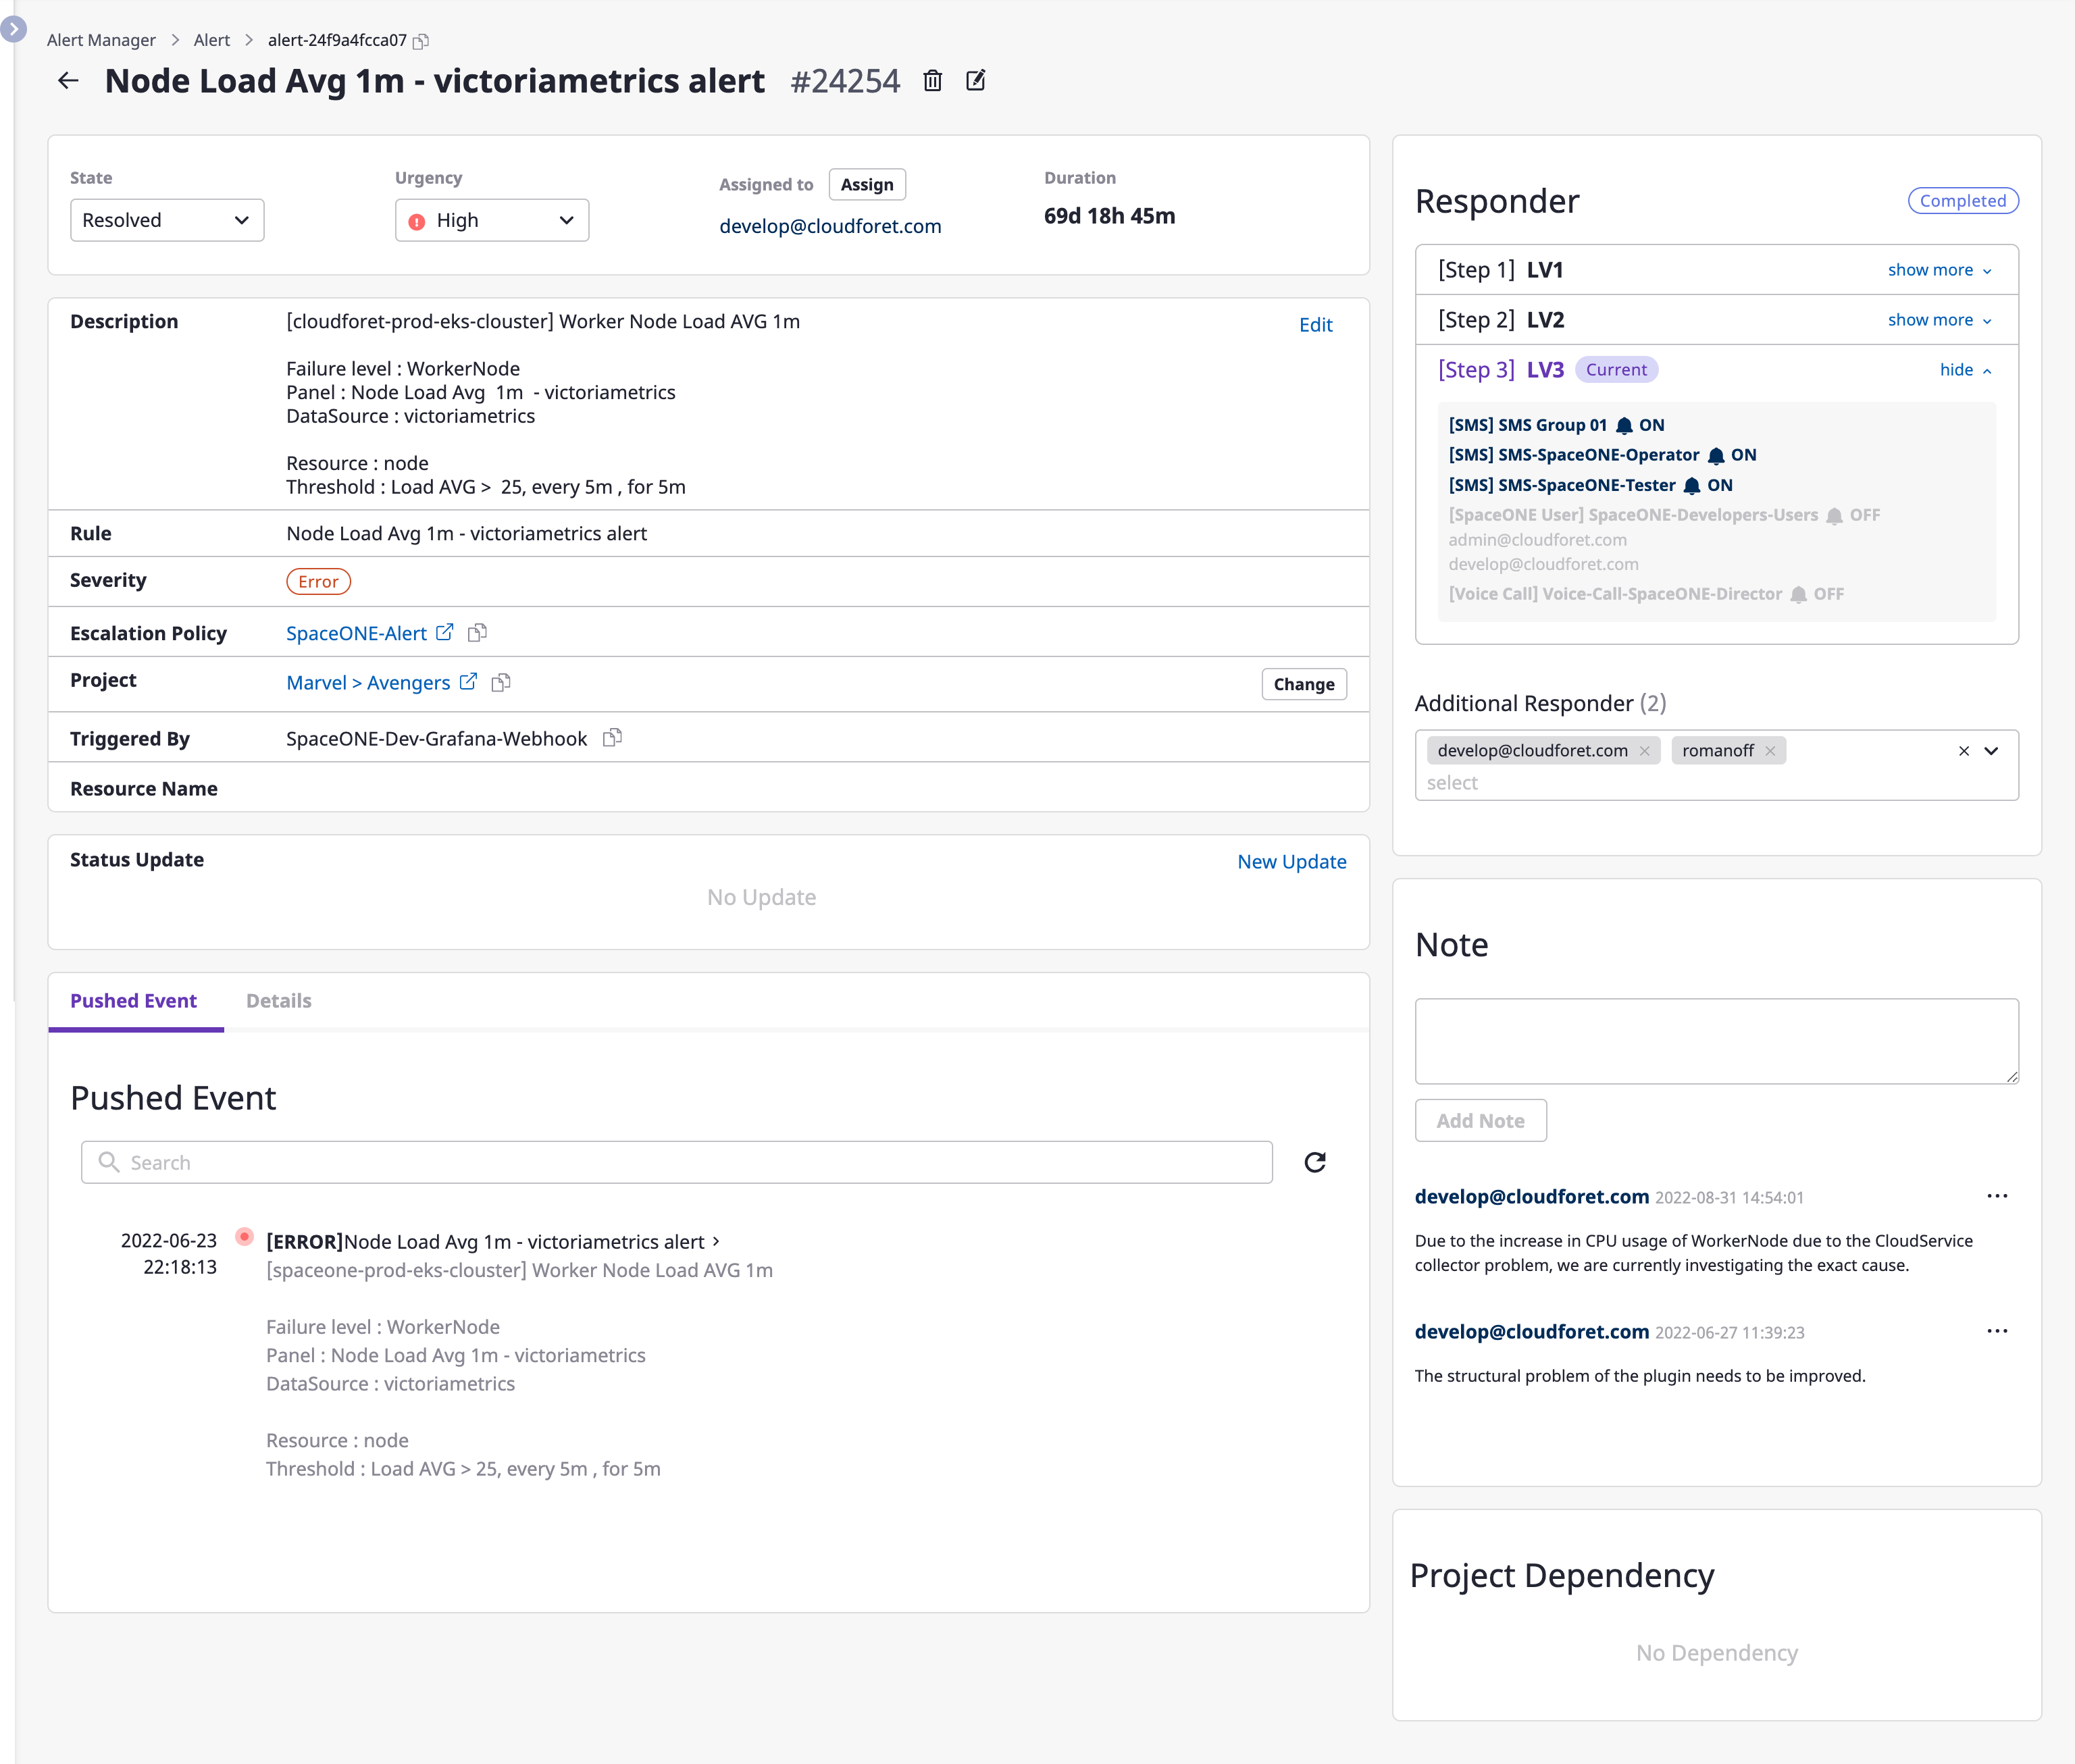 Alert Manager > Alert > alert-24f9a4fcca07
Node Load Avg 1m - victoriametrics alert #24254
State
Resolved
Urgency
High
Assigned to Assign
develop@cloudforet.com
Duration
69d 18h 45m
Description
[cloudforet-prod-eks-clouster] Worker Node Load AVG 1m
Edit
Failure level : WorkerNode
Panel : Node Load Avg  1m  - victoriametrics
DataSource : victoriametrics
Resource : node
Threshold : Load AVG >  25, every 5m , for 5m
Rule
Node Load Avg 1m - victoriametrics alert
Severity
Error
Escalation Policy
SpaceONE-Alert
Project
Marvel > Avengers
Change
Triggered By
SpaceONE-Dev-Grafana-Webhook
Resource Name
Status Update
New Update
No Update
Pushed Event
Details
Pushed Event
Search
2022-06-23
22:18:13
[ERROR]Node Load Avg 1m - victoriametrics alert >
[spaceone-prod-eks-clouster] Worker Node Load AVG 1m
Failure level : WorkerNode
Panel : Node Load Avg 1m - victoriametrics
DataSource : victoriametrics
Resource : node
Threshold : Load AVG > 25, every 5m , for 5m
Responder
Completed
[Step 1] LV1
show more
[Step 2] LV2
show more
[Step 3] LV3 Current
hide
[SMS] SMS Group 01 ON
[SMS] SMS-SpaceONE-Operator ON
[SMS] SMS-SpaceONE-Tester ON
[SpaceONE User] SpaceONE-Developers-Users OFF
admin@cloudforet.com
develop@cloudforet.com
[Voice Call] Voice-Call-SpaceONE-Director OFF
Additional Responder (2)
develop@cloudforet.com
romanoff
select
Note
Add Note
develop@cloudforet.com 2022-08-31 14:54:01
Due to the increase in CPU usage of WorkerNode due to the CloudService
collector problem, we are currently investigating the exact cause.
develop@cloudforet.com 2022-06-27 11:39:23
The structural problem of the plugin needs to be improved.
Project Dependency
No Dependency